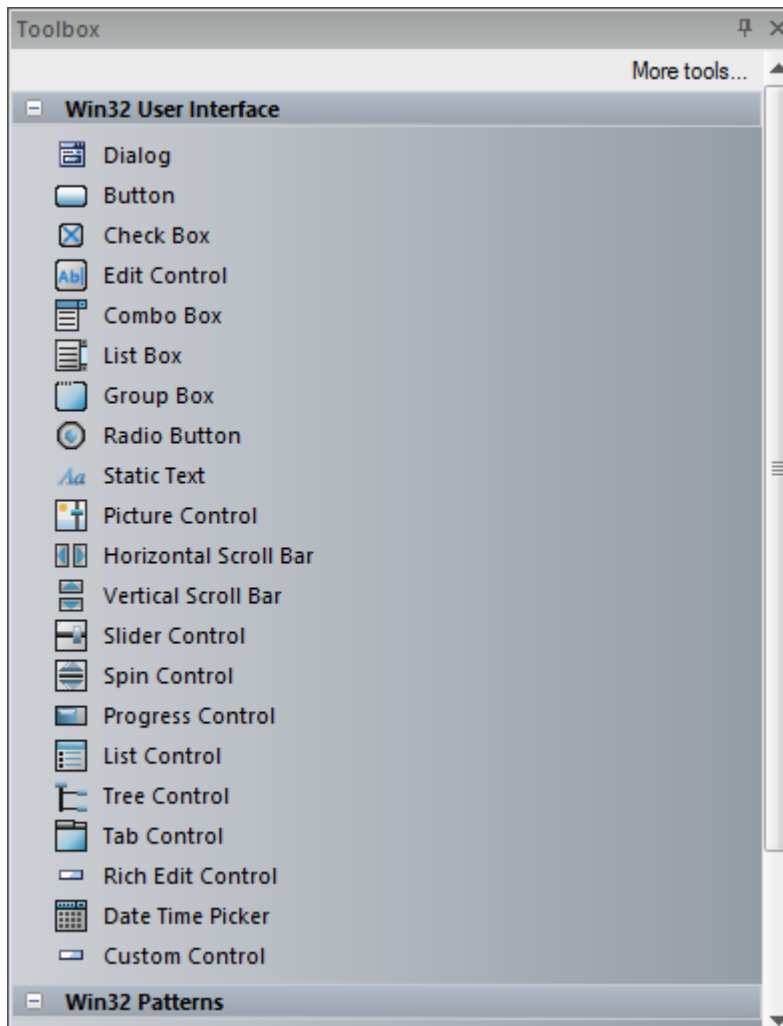 Toolbox
More tools...
Win32 User Interface
Dialog
Button
Check Box
Ab
Edit Control
Combo Box
List Box
Group Box
Radio Button
Aa
Static Text
Picture Control
Horizontal Scroll Bar
Vertical Scroll Bar
Slider Control
Spin Control
Progress Control
List Control
Tree Control
Tab Control
Rich Edit Control
Date Time Picker
Custom Control
Win32 Patterns